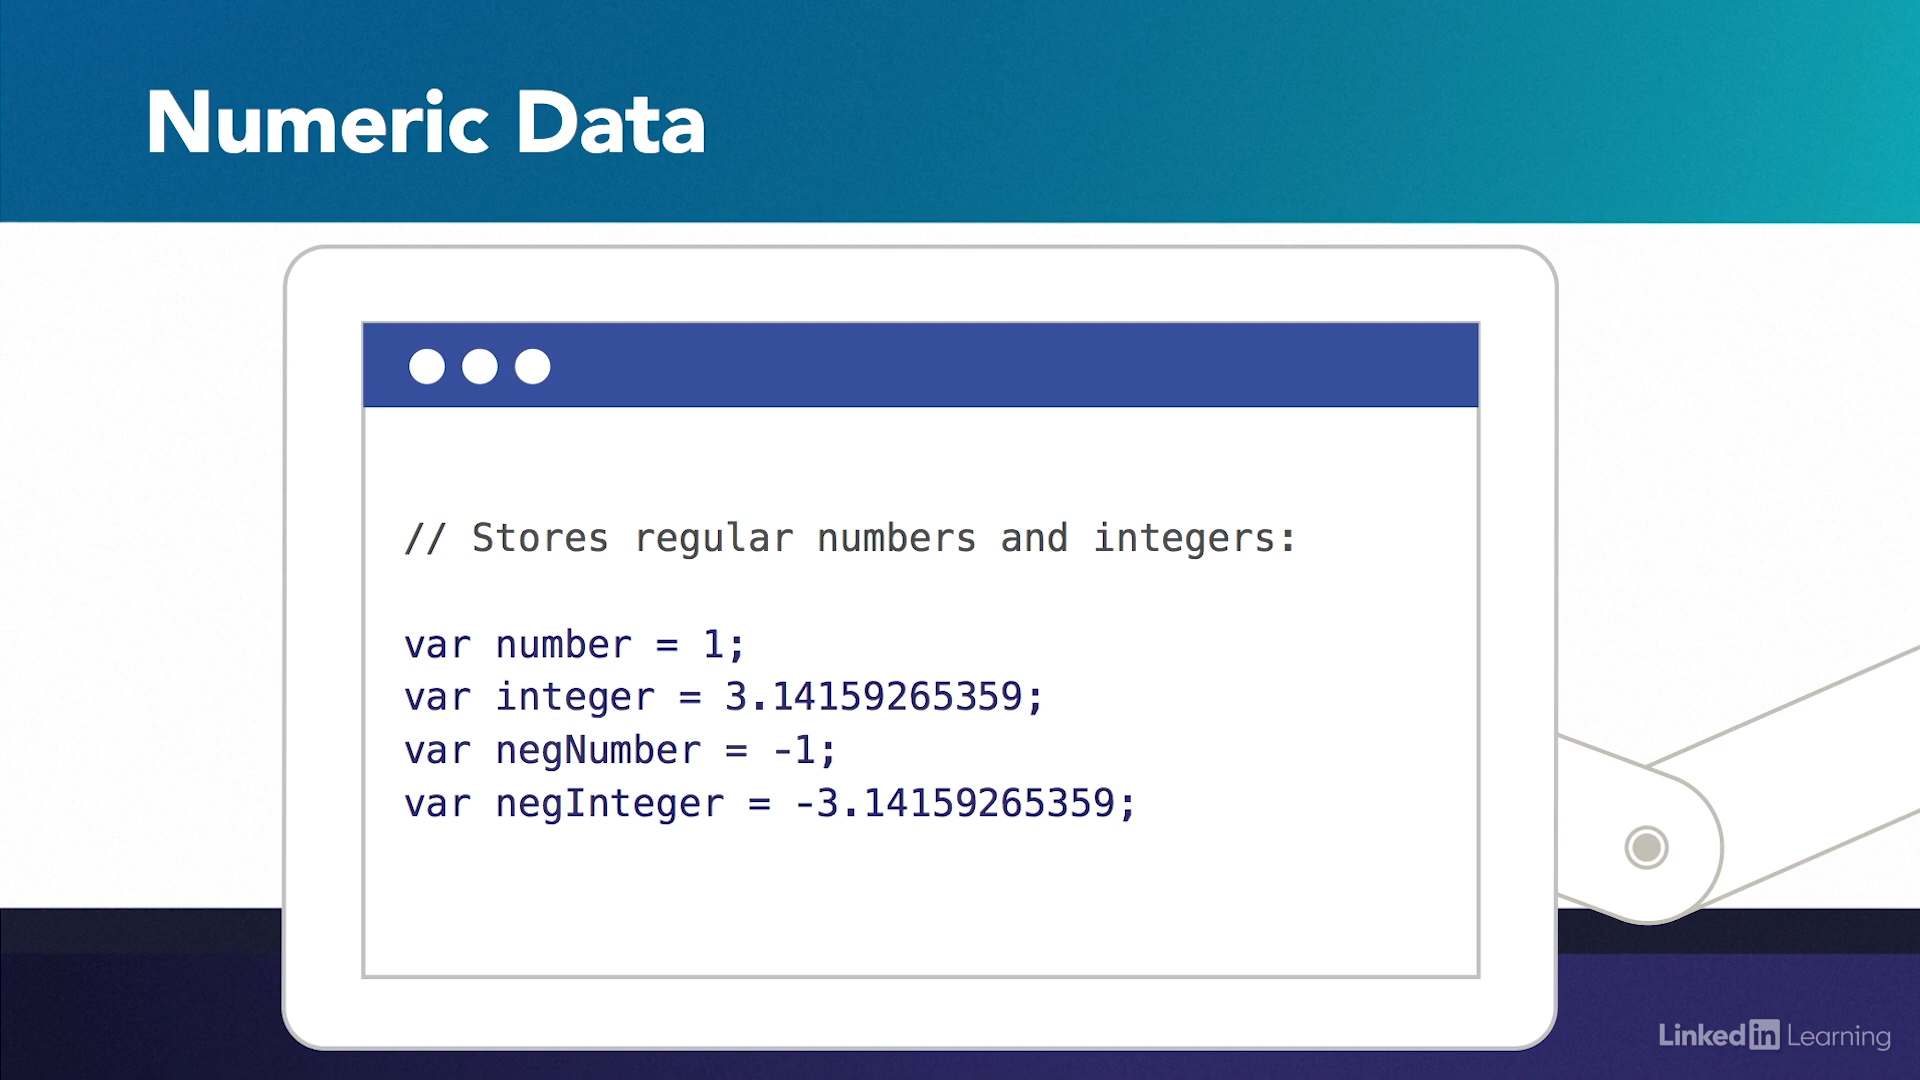 Numeric Data
// Stores regular numbers and integers:
var number = 1;
var integer = 3.14159265359;
var negNumber = -1;
var negInteger = -3.14159265359;
Linked in Learning